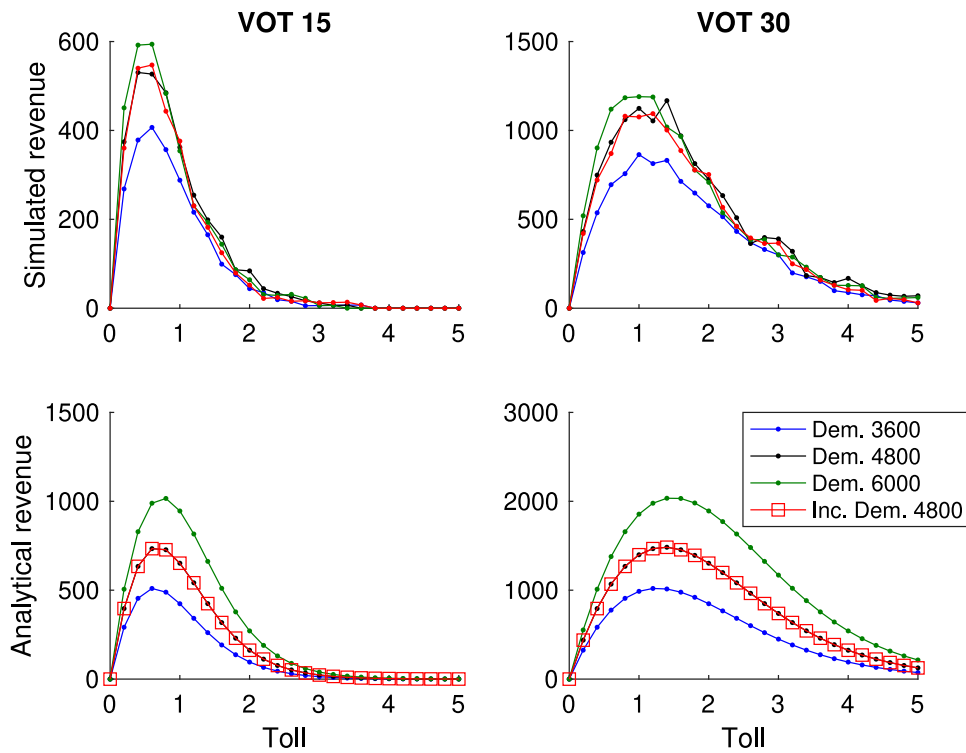 VOT 15
VOT 30
Simulated revenue
600
400
200
0
0 1 2 3 4 5
1500
1000
500
0
0 1 2 3 4 5
Analytical revenue
1500
1000
500
0
0 1 2 3 4 5
Toll
3000
2000
1000
0
0 1 2 3 4 5
Toll
Dem. 3600
Dem. 4800
Dem. 6000
Inc. Dem. 4800